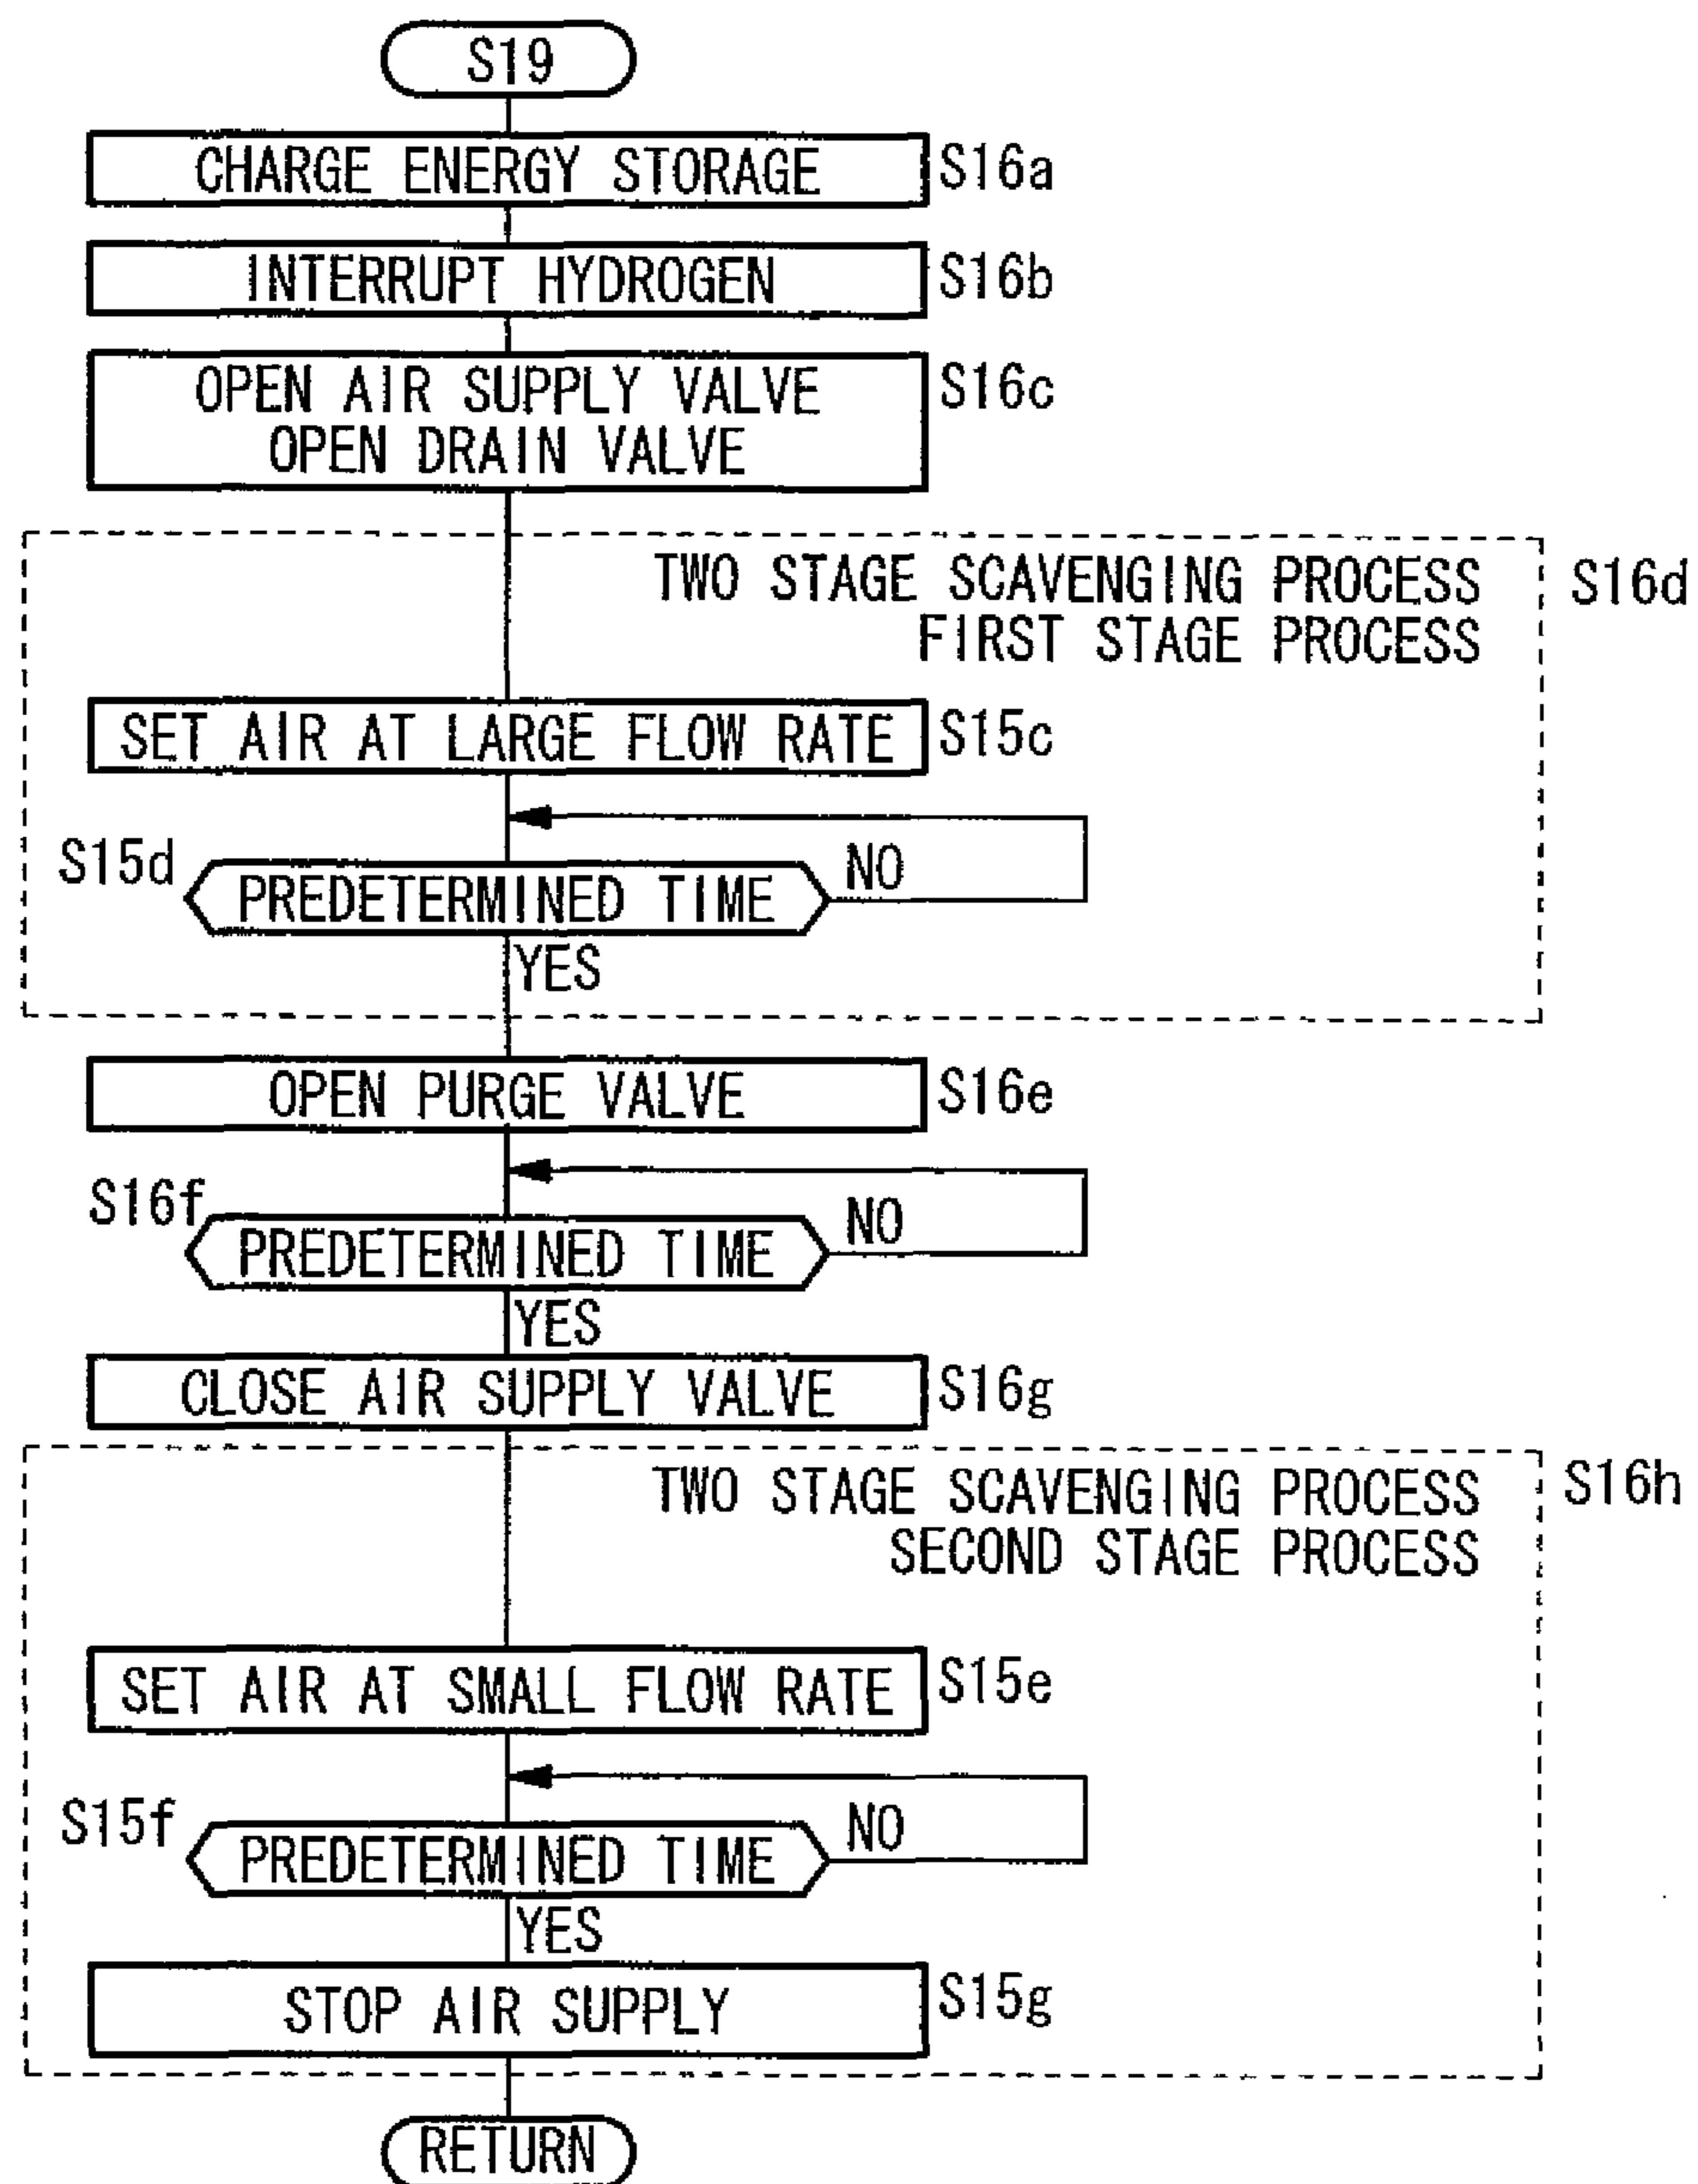 S19
CHARGE ENERGY STORAGE
S16a
INTERRUPT HYDROGEN
S16b
OPEN AIR SUPPLY VALVE
OPEN DRAIN VALVE
S16c
TWO STAGE SCAVENGING PROCESS
FIRST STAGE PROCESS
S16d
SET AIR AT LARGE FLOW RATE
S15c
S15d
PREDETERMINED TIME
NO
YES
OPEN PURGE VALVE
S16e
S16f
PREDETERMINED TIME
NO
YES
CLOSE AIR SUPPLY VALVE
S16g
TWO STAGE SCAVENGING PROCESS
SECOND STAGE PROCESS
S16h
SET AIR AT SMALL FLOW RATE
S15e
S15f
PREDETERMINED TIME
NO
YES
STOP AIR SUPPLY
S15g
RETURN